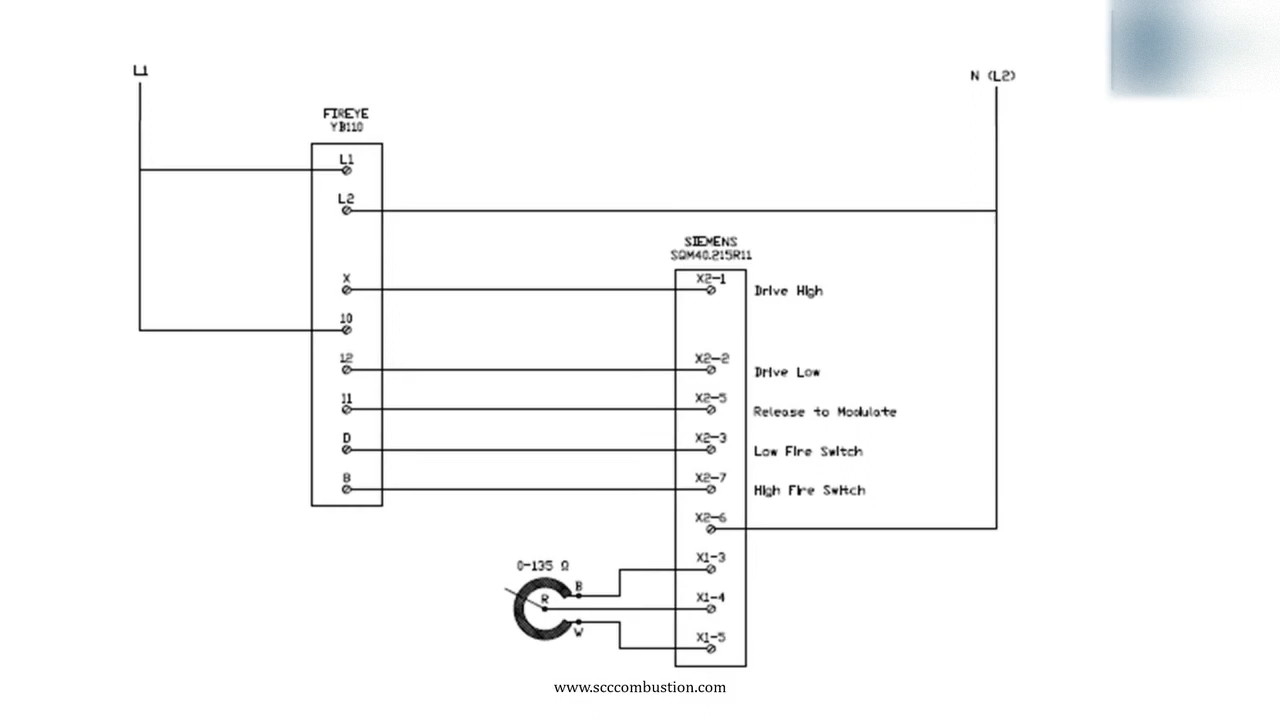 L1
N (L2)
FIREYE
YB110
L1
L2
SIEMENS
SQM40.215R11
X
X2-1
Drive High
10
12
X2-2
Drive Low
11
X2-5
Release to Modulate
D
X2-3
Low Fire Switch
B
X2-7
High Fire Switch
X2-6
X1-3
0-135 Ω
B
R
X1-4
W
X1-5
www.scccombustion.com